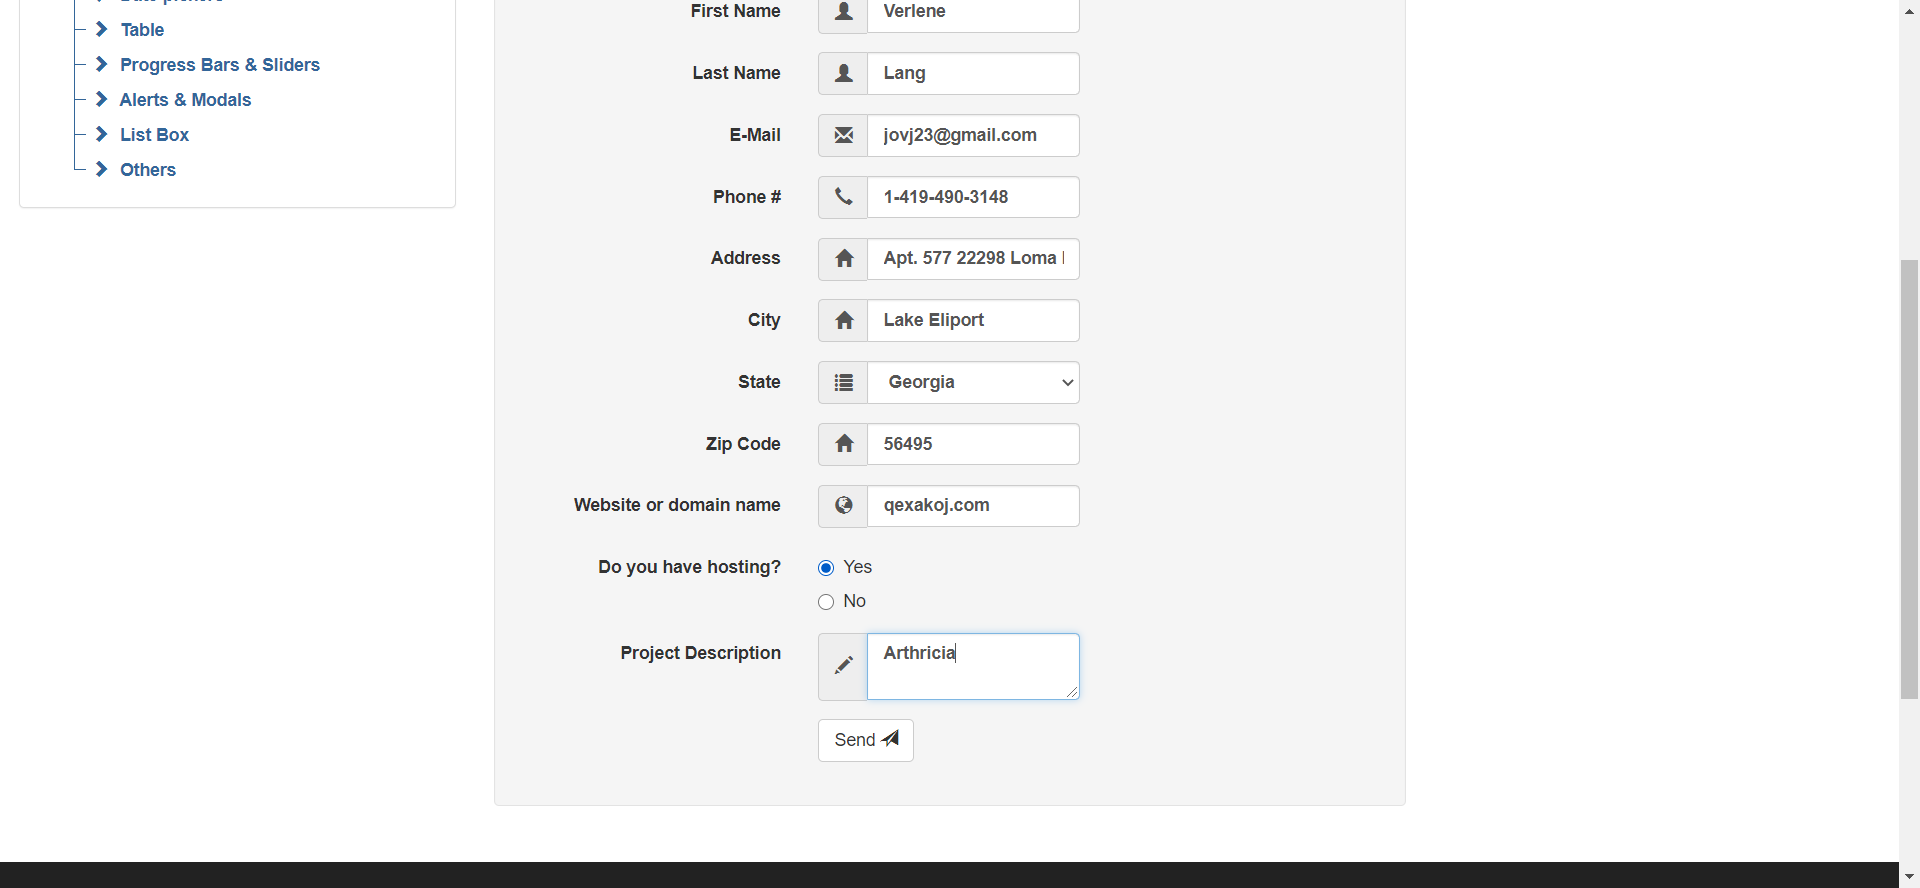 Table
Progress Bars & Sliders
Alerts & Modals
List Box
Others
First Name
Verlene
Last Name
Lang
E-Mail
jovj23@gmail.com
Phone #
1-419-490-3148
Address
Apt. 577 22298 Loma
City
Lake Eliport
State
Georgia
Zip Code
56495
Website or domain name
qexakoj.com
Do you have hosting?
Yes
No
Project Description
Arthricia
Send